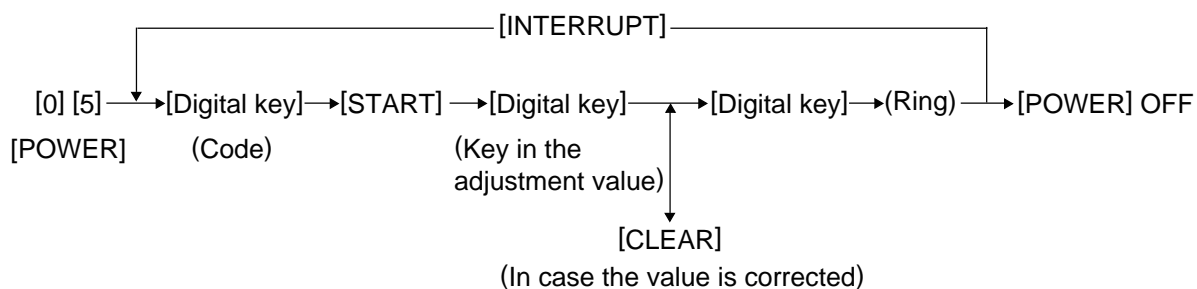 [INTERRUPT]
[0] [5] [Digital key] [START] [Digital key] [Digital key] (Ring) [POWER] OFF
[POWER] (Code) (Key in the
adjustment value)
[CLEAR]
(In case the value is corrected)